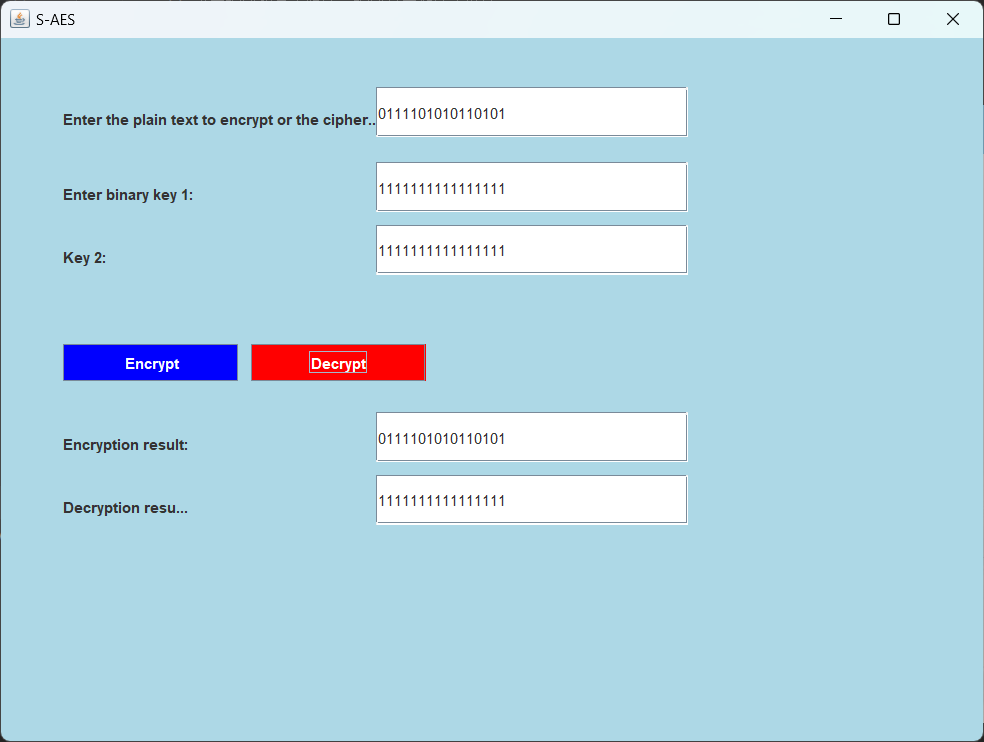 S-AES
Enter the plain text to encrypt or the cipher.. 0111101010110101
Enter binary key 1: 1111111111111111
Key 2: 1111111111111111
Encrypt Decrypt
Encryption result: 0111101010110101
Decryption resu... 1111111111111111